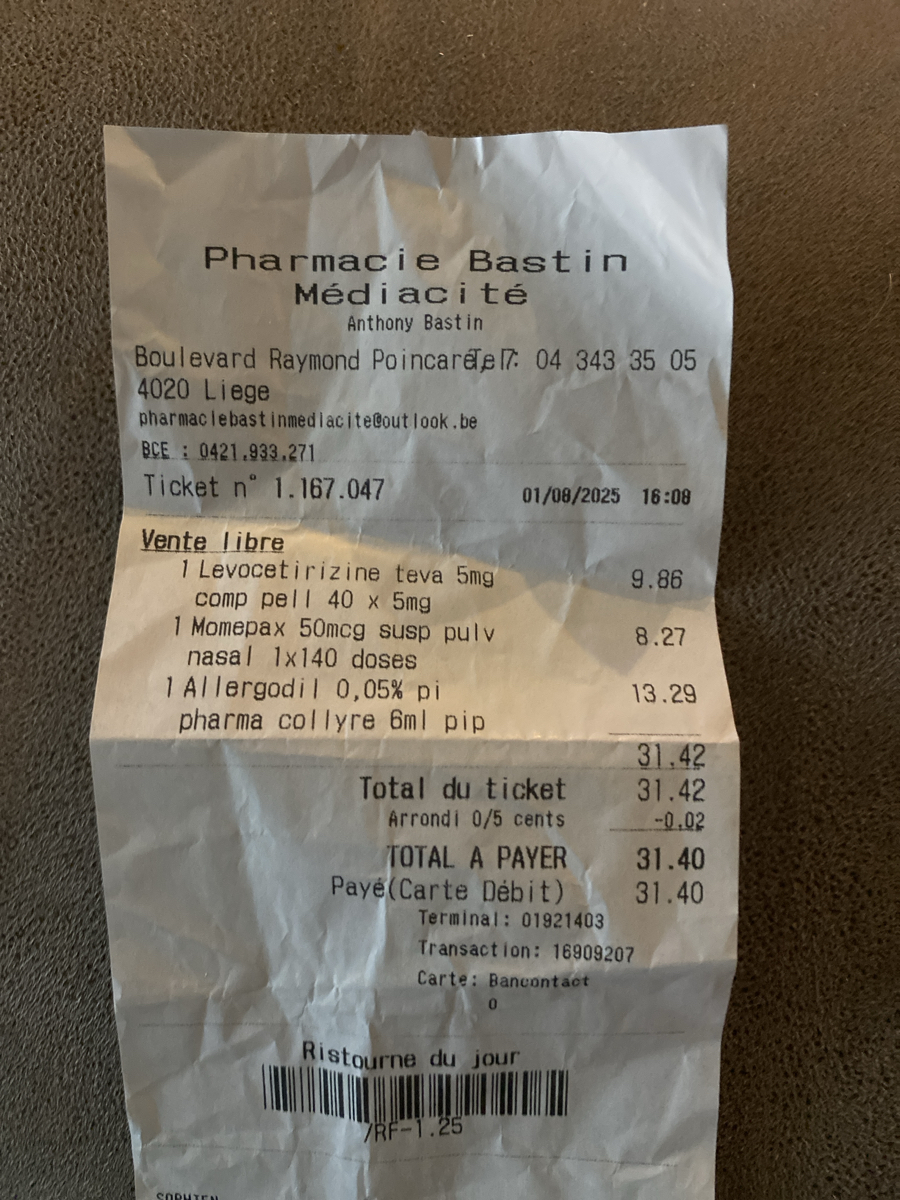 Pharmacie Bastin
Médiacité
Anthony Bastin
Boulevard Raymond Poincaré, 7 Tel: 04 343 35 05
4020 Liege
pharmaciebastinmediacite@outlook.be
BCE : 0421.933.271
Ticket n° 1.167.047 01/08/2025 16:08
Vente libre
1 Levocetirizine teva 5mg 9.86
comp pell 40 x 5mg
1 Momepax 50mcg susp pulv 8.27
nasal 1x140 doses
1 Allergodil 0,05% pi 13.29
pharma collyre 6ml pip
31.42
Total du ticket 31.42
Arrondi 0/5 cents -0.02
TOTAL A PAYER 31.40
Payé(Carte Débit) 31.40
Terminal: 01921403
Transaction: 16909207
Carte: Bancontact
0
Ristourne du jour
/RF-1.25